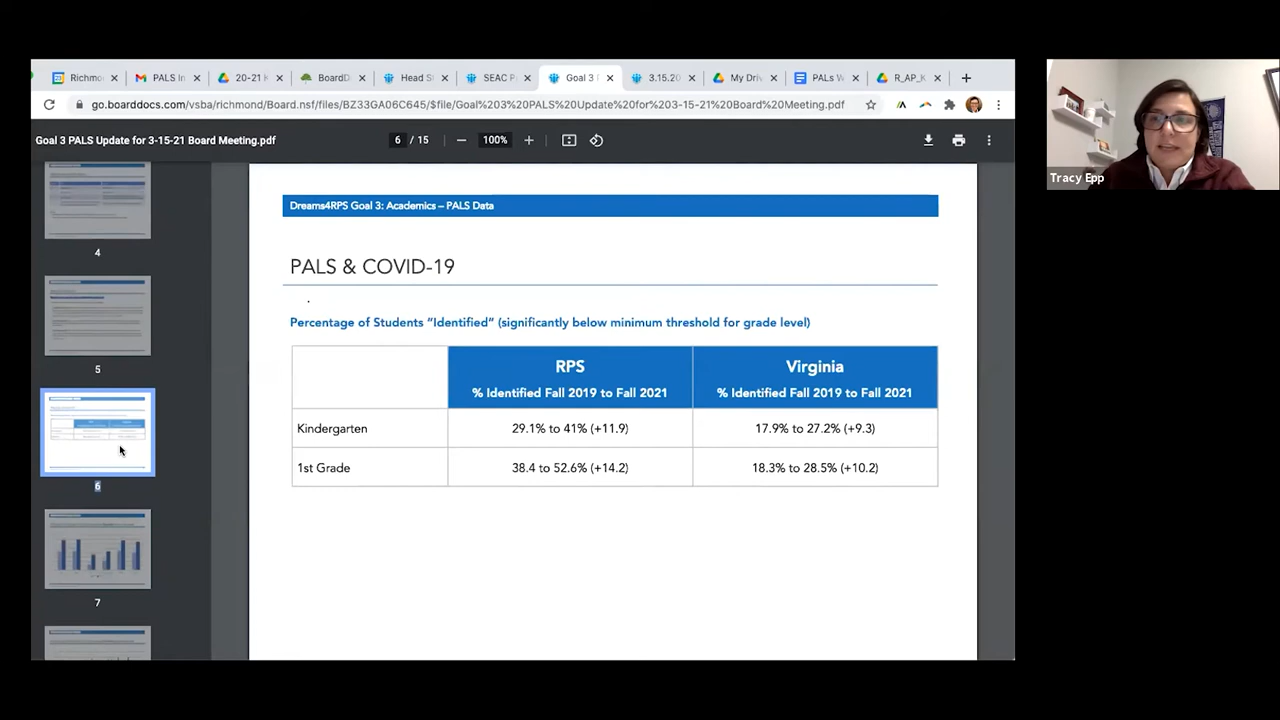 Richmo
PALS In
20-21 K
BoardD
Head S
SEAC P
Goal 3 F
3.15.20
My Driv
PALs W
R_AP_K
go.boarddocs.com/vsba/richmond/Board.nsf/files/BZ33GA06C645/$file/Goal%203%20PALS%20Update%20for%203-15-21%20Board%20Meeting.pdf
Goal 3 PALS Update for 3-15-21 Board Meeting.pdf
6 / 15
100%
4
5
6
7
Dreams4RPS Goal 3: Academics – PALS Data
PALS & COVID-19
Percentage of Students “Identified” (significantly below minimum threshold for grade level)
RPS
% Identified Fall 2019 to Fall 2021
Virginia
% Identified Fall 2019 to Fall 2021
Kindergarten
29.1% to 41% (+11.9)
17.9% to 27.2% (+9.3)
1st Grade
38.4 to 52.6% (+14.2)
18.3% to 28.5% (+10.2)
Tracy Epp